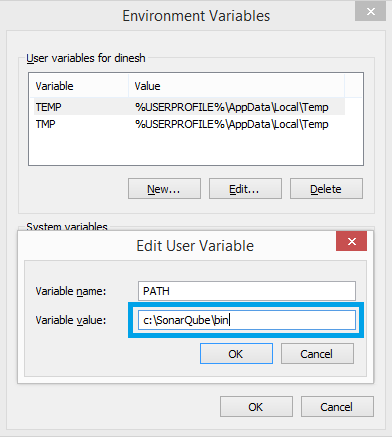 Environment Variables
User variables for dinesh
Variable Value
TEMP %USERPROFILE%\AppData\Local\Temp
TMP %USERPROFILE%\AppData\Local\Temp
New... Edit... Delete
System variables
Edit User Variable
Variable name: PATH
Variable value: c:\SonarQube\bin
OK Cancel
OK Cancel